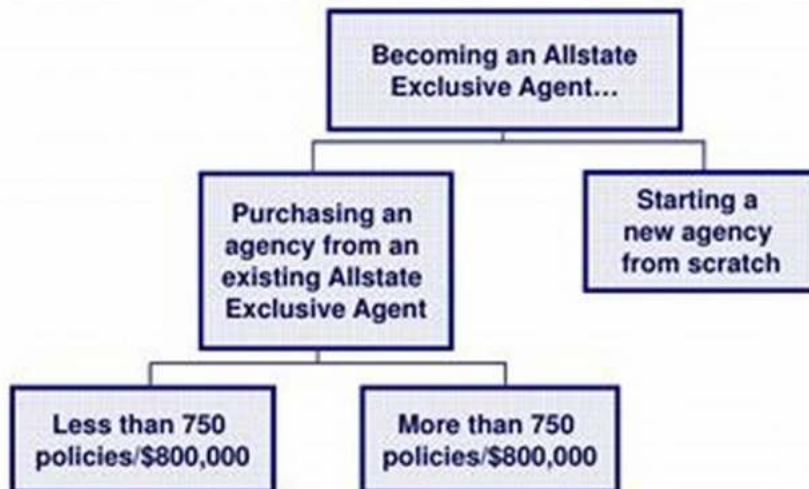 Becoming an Allstate
Exclusive Agent...
Purchasing an
agency from an
existing Allstate
Exclusive Agent
Starting a
new agency
from scratch
Less than 750
policies/$800,000
More than 750
policies/$800,000